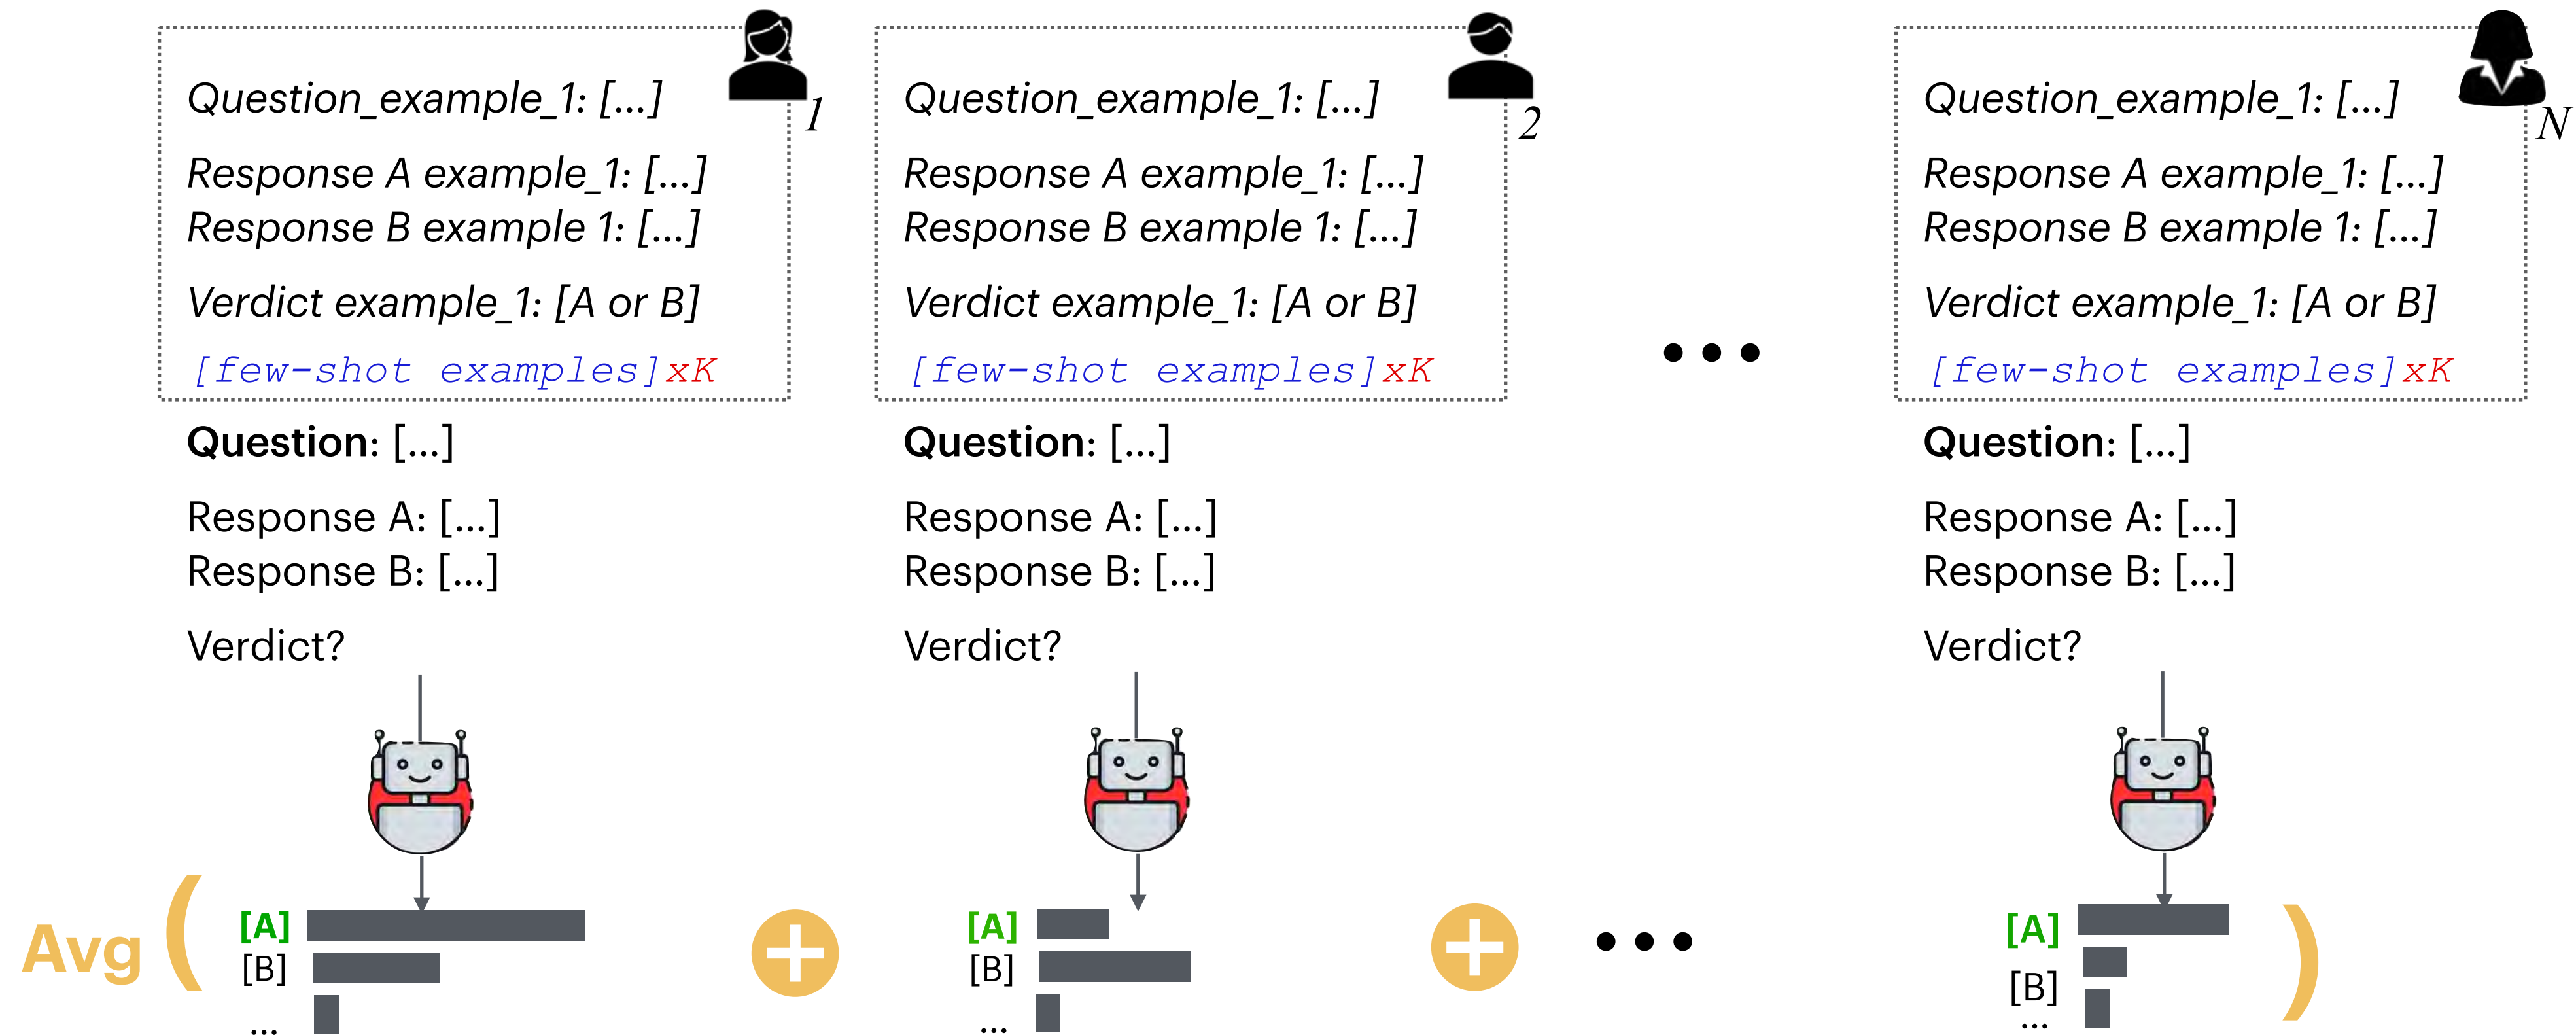 1
Question_example_1: [...]
Response A example_1: [...]
Response B example 1: [...]
Verdict example_1: [A or B]
[few-shot examples]xK
Question: [...]
Response A: [...]
Response B: [...]
Verdict?
2
Question_example_1: [...]
Response A example_1: [...]
Response B example 1: [...]
Verdict example_1: [A or B]
[few-shot examples]xK
Question: [...]
Response A: [...]
Response B: [...]
Verdict?
...
N
Question_example_1: [...]
Response A example_1: [...]
Response B example 1: [...]
Verdict example_1: [A or B]
[few-shot examples]xK
Question: [...]
Response A: [...]
Response B: [...]
Verdict?
Avg (
[A]
[B]
...
+
[A]
[B]
...
+
...
[A]
[B]
...
)